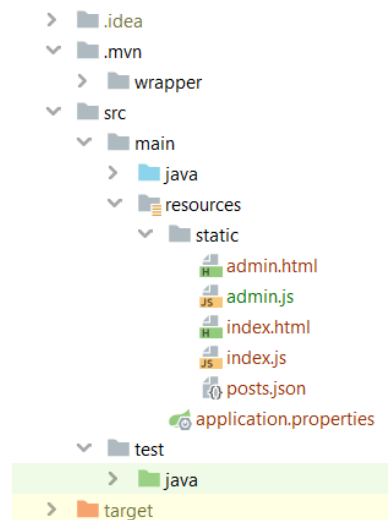 .idea
.mvn
wrapper
src
main
java
resources
static
admin.html
admin.js
index.html
index.js
posts.json
application.properties
test
java
target